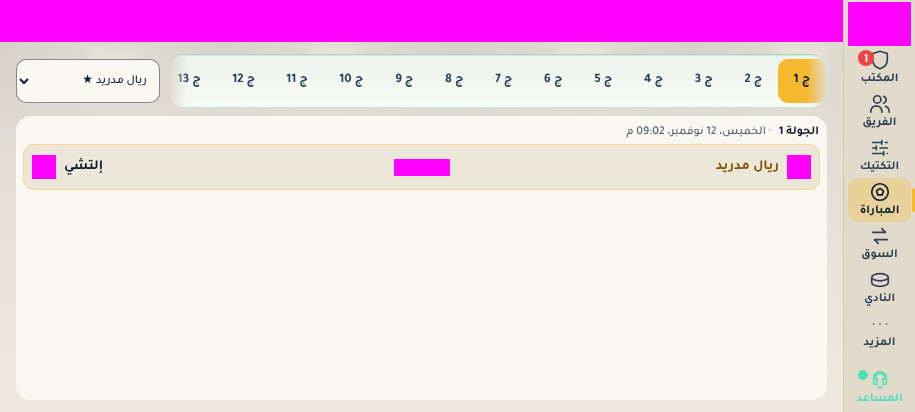 1
المكتب
الفريق
التكتيك
المباراة
السوق
النادي
...
المزيد
المساعد
ج 1 ج 2 ج 3 ج 4 ج 5 ج 6 ج 7 ج 8 ج 9 ج 10 ج 11 ج 12 ج 13
ريال مدريد ★
الجولة 1 · الخميس، 12 نوفمبر، 09:02 م
ريال مدريد
إلتشي